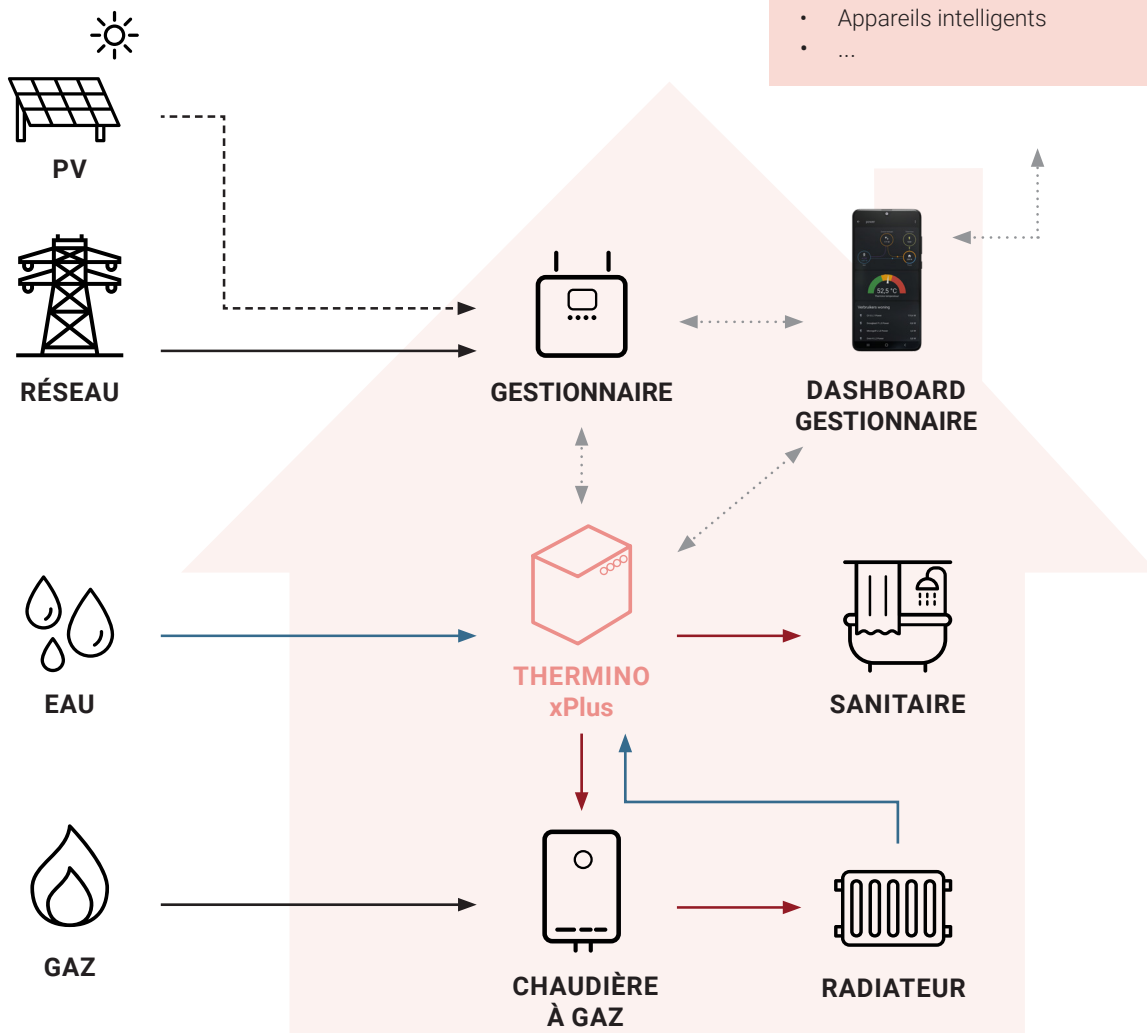 • Appareils intelligents
• ...
PV
RÉSEAU
GESTIONNAIRE
52,5 °C
DASHBOARD
GESTIONNAIRE
EAU
THERMINO
xPlus
SANITAIRE
GAZ
CHAUDIÈRE
À GAZ
RADIATEUR